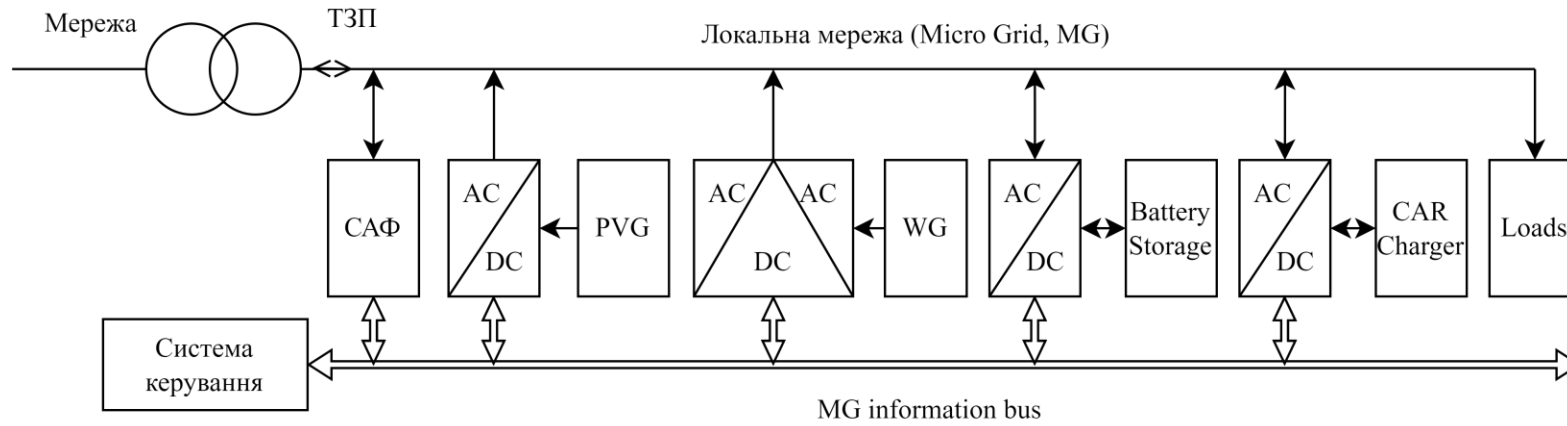 Мережа
ТЗП
Локальна мережа (Micro Grid, MG)
САФ
AC
DC
PVG
AC
AC
DC
WG
AC
DC
Battery
Storage
AC
DC
CAR
Charger
Loads
Система
керування
MG information bus